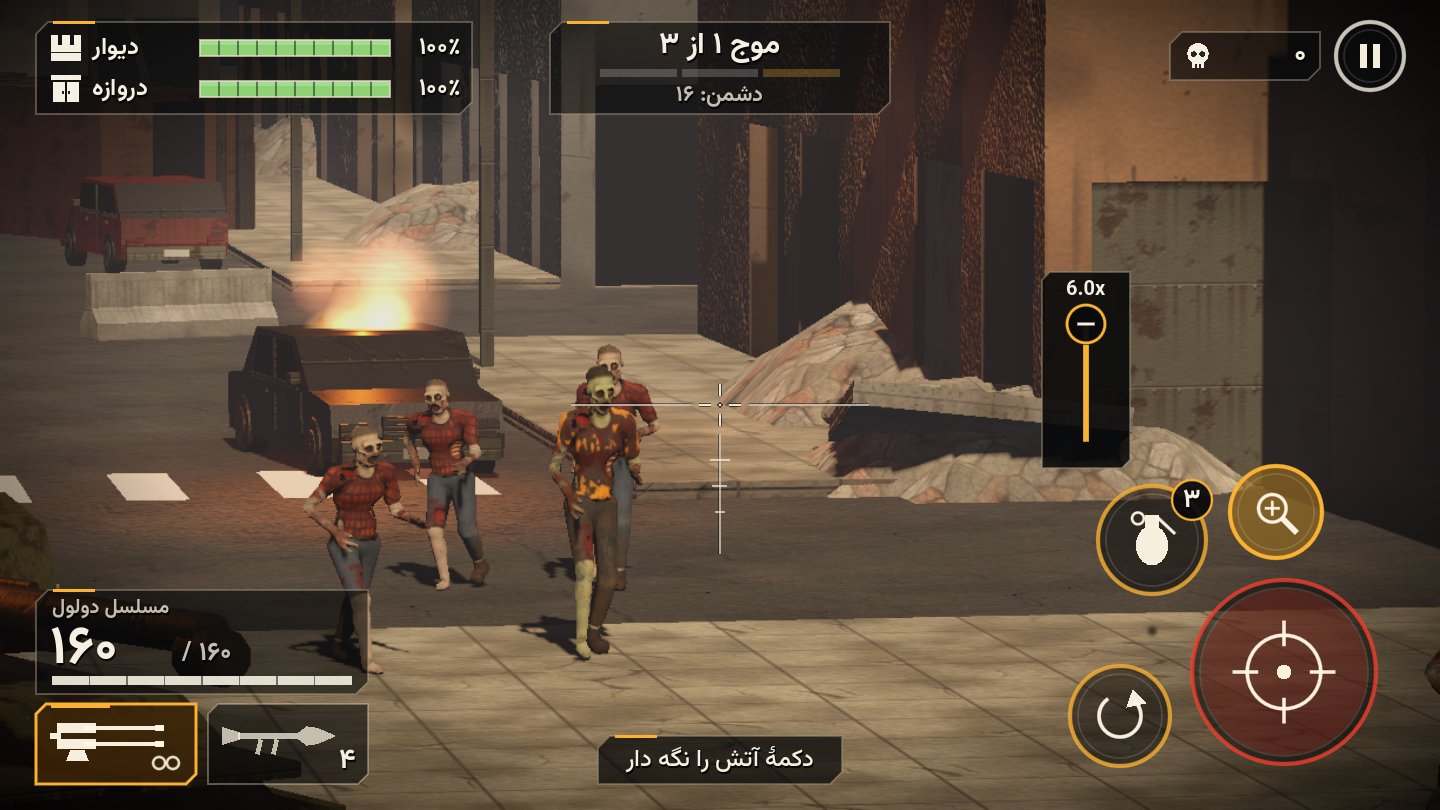 دیوار ۱۰۰٪
دروازه ۱۰۰٪
موج ۱ از ۳
دشمن: ۱۶
۰
6.0x
۳
مسلسل دولول
۱۶۰ / ۱۶۰
∞
۴
دکمهٔ آتش را نگه دار